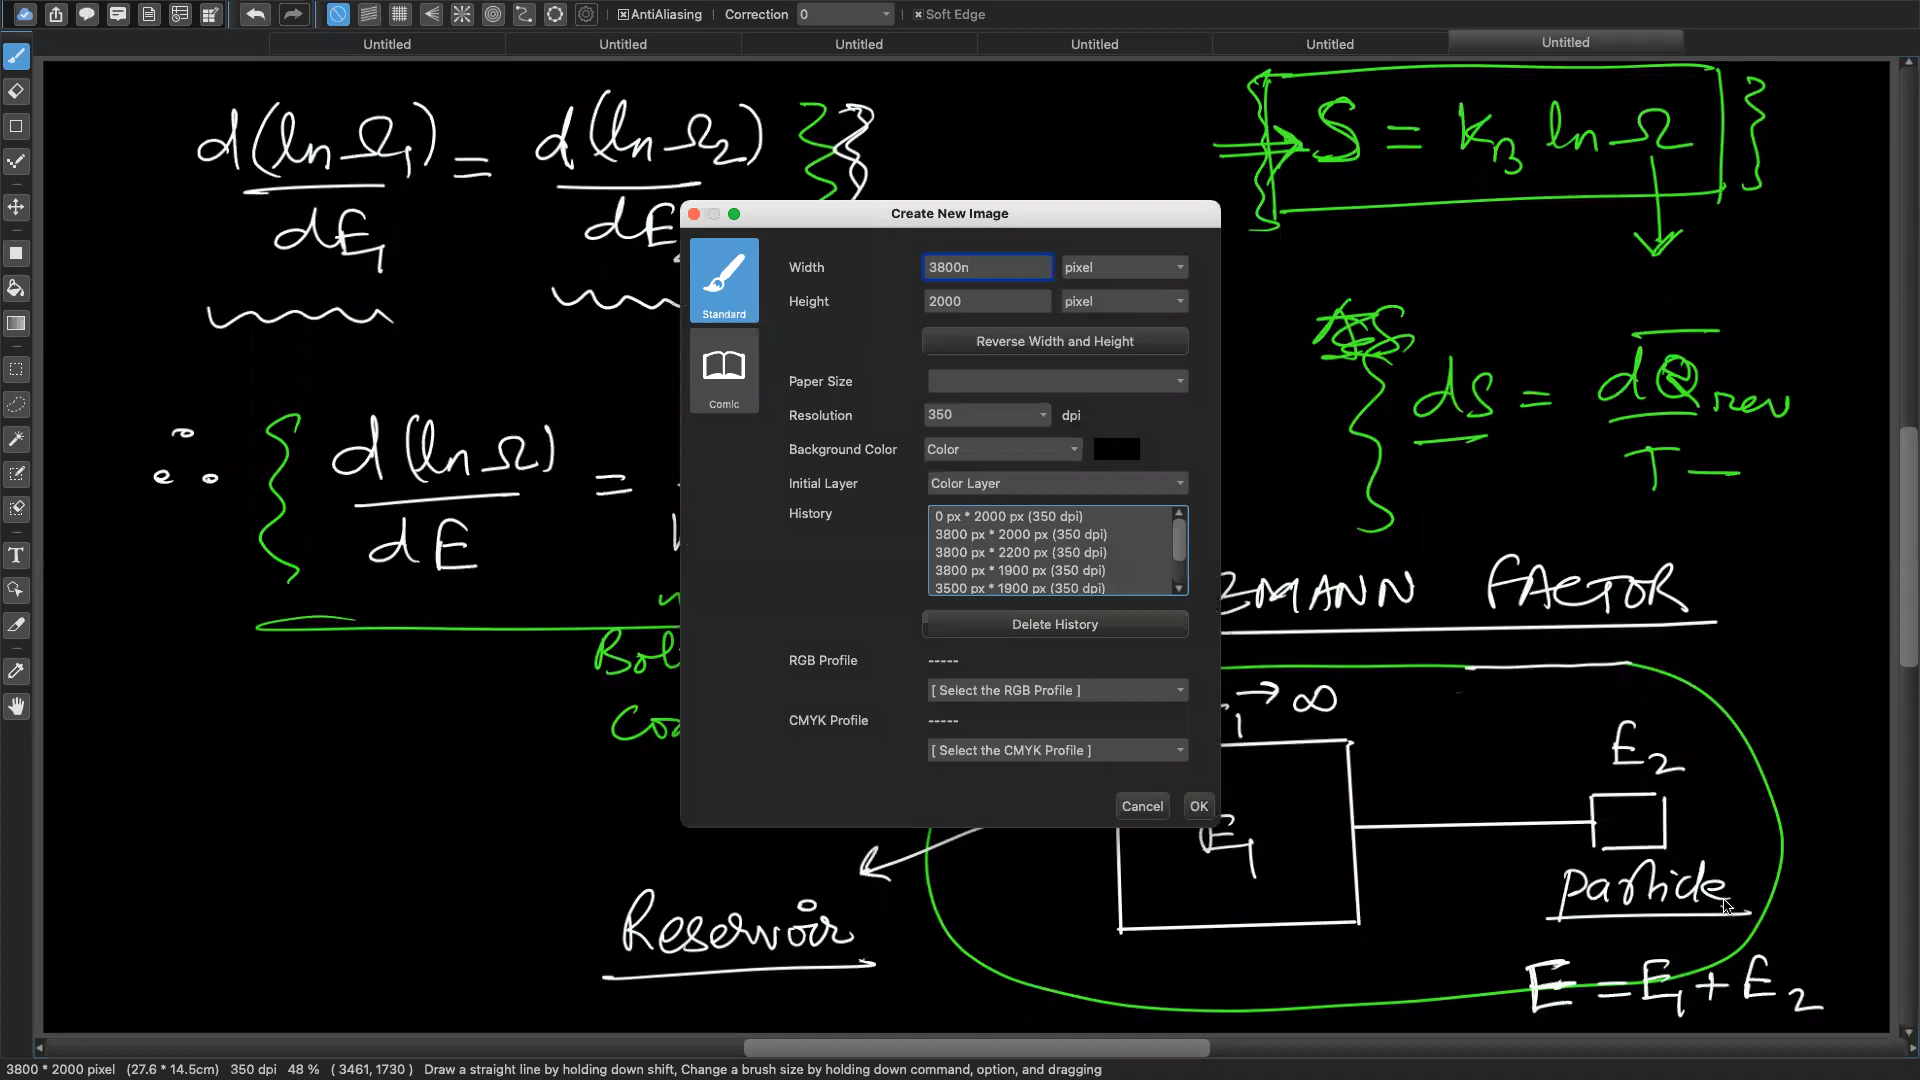 AntiAliasing Correction 0 Soft Edge
Untitled Untitled Untitled Untitled Untitled Untitled
d(ln Ω₁) = d(ln Ω₂)
dE₁ dE
S = k_B ln Ω
Create New Image
Standard
Comic
Width 3800n pixel
Height 2000 pixel
Reverse Width and Height
Paper Size
Resolution 350 dpi
Background Color Color
Initial Layer Color Layer
History
0 px * 2000 px (350 dpi)
3800 px * 2000 px (350 dpi)
3800 px * 2200 px (350 dpi)
3800 px * 1900 px (350 dpi)
3500 px * 1900 px (350 dpi)
Delete History
RGB Profile -----
[ Select the RGB Profile ]
CMYK Profile -----
[ Select the CMYK Profile ]
Cancel OK
dS = dQrev
T
∴ d(ln Ω) =
dE
Bol
Co
ZMANN FACTOR
→ ∞
E₂
E₁
Particle
Reservoir
E = E₁ + E₂
3800 * 2000 pixel (27.6 * 14.5cm) 350 dpi 48 % ( 3461, 1730 ) Draw a straight line by holding down shift, Change a brush size by holding down command, option, and dragging